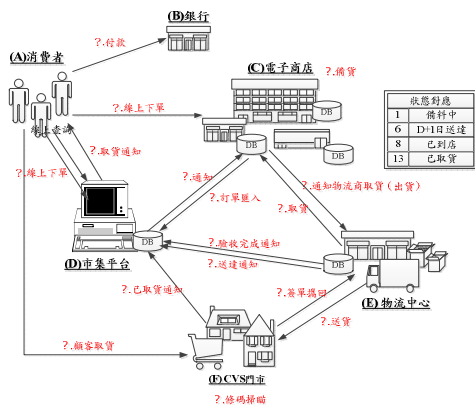 (B)銀行
?.付款
(A)消費者
(C)電子商店
?.備貨
DB
?.線上下單
DB
DB
狀態對應
1 備料中
6 D+1日送達
8 已到店
13 已取貨
線上查詢
?.取貨通知
?.線上下單
?.通知
?.訂單匯入
?.通知物流商取貨(出貨)
?.取貨
DB
?.驗收完成通知
?.送達通知
DB
(D)市集平台
(E)物流中心
?.已取貨通知
?.簽單攜回
?.送貨
?.顧客取貨
(F)CVS門市
?.條碼掃瞄